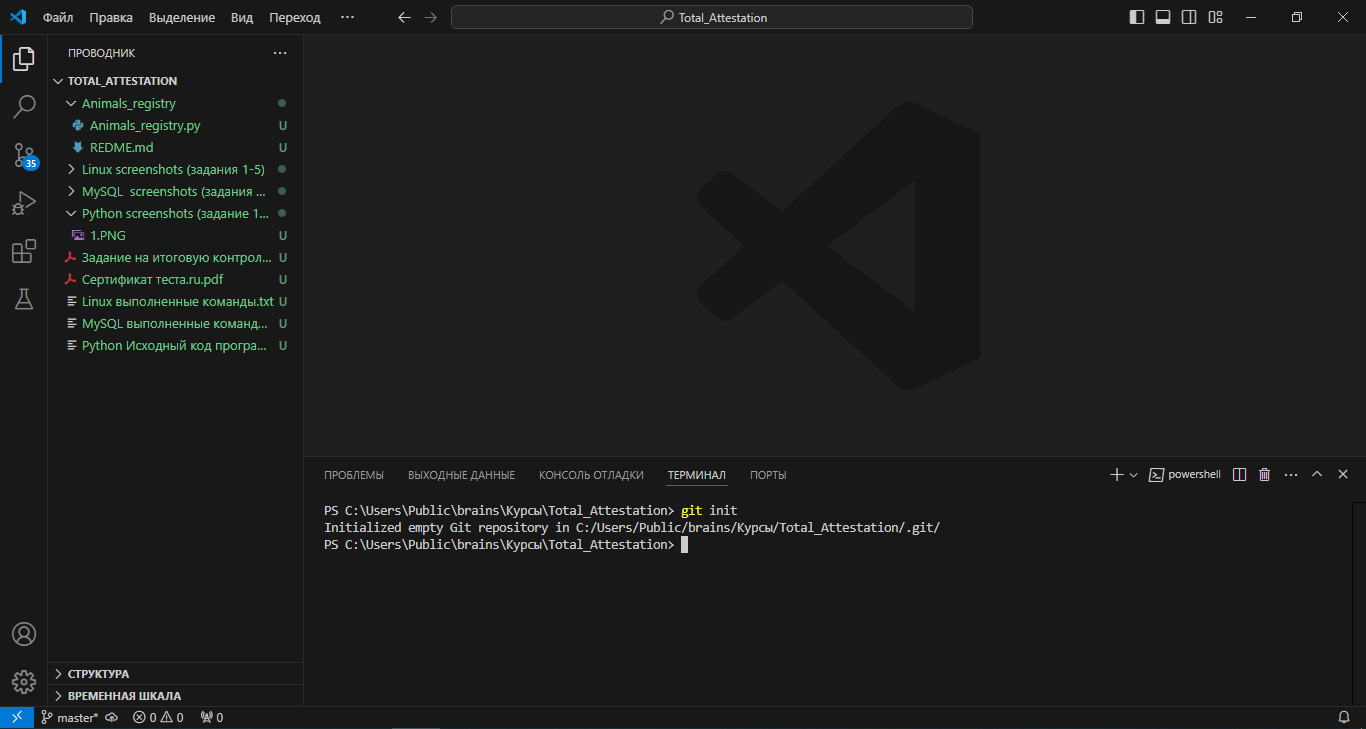 Файл Правка Выделение Вид Переход ··· Total_Attestation
ПРОВОДНИК ···
TOTAL_ATTESTATION
Animals_registry
Animals_registry.py U
REDME.md U
Linux screenshots (задания 1-5)
MySQL screenshots (задания ...
Python screenshots (задание 1...
1.PNG U
Задание на итоговую контрол... U
Сертификат теста.ru.pdf U
Linux выполненные команды.txt U
MySQL выполненные команд... U
Python Исходный код програ... U
35
СТРУКТУРА
ВРЕМЕННАЯ ШКАЛА
ПРОБЛЕМЫ ВЫХОДНЫЕ ДАННЫЕ КОНСОЛЬ ОТЛАДКИ ТЕРМИНАЛ ПОРТЫ powershell ···
PS C:\Users\Public\brains\Курсы\Total_Attestation> git init
Initialized empty Git repository in C:/Users/Public/brains/Курсы/Total_Attestation/.git/
PS C:\Users\Public\brains\Курсы\Total_Attestation>
master* 0 0 0